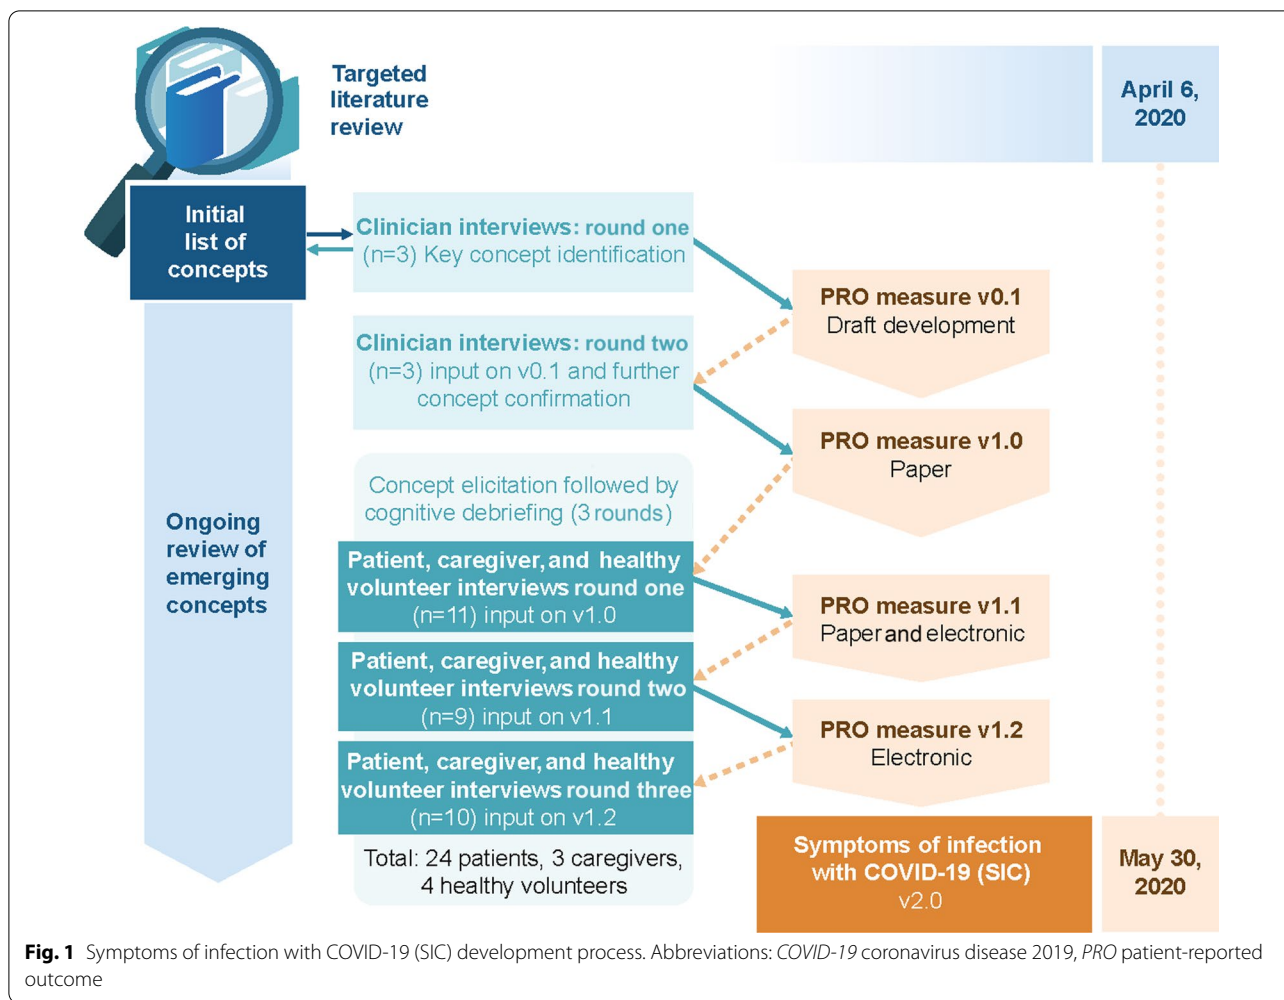 Targeted
literature
review
April 6,
2020
Initial
list of
concepts
Clinician interviews: round one
(n=3) Key concept identification
PRO measure v0.1
Draft development
Clinician interviews: round two
(n=3) input on v0.1 and further
concept confirmation
PRO measure v1.0
Paper
Ongoing
review of
emerging
concepts
Concept elicitation followed by
cognitive debriefing (3 rounds)
Patient, caregiver, and healthy
volunteer interviews round one
(n=11) input on v1.0
PRO measure v1.1
Paper and electronic
Patient, caregiver, and healthy
volunteer interviews round two
(n=9) input on v1.1
PRO measure v1.2
Electronic
Patient, caregiver, and healthy
volunteer interviews round three
(n=10) input on v1.2
Total: 24 patients, 3 caregivers,
4 healthy volunteers
Symptoms of infection
with COVID-19 (SIC)
v2.0
May 30,
2020
Fig. 1 Symptoms of infection with COVID-19 (SIC) development process. Abbreviations: COVID-19 coronavirus disease 2019, PRO patient-reported
outcome